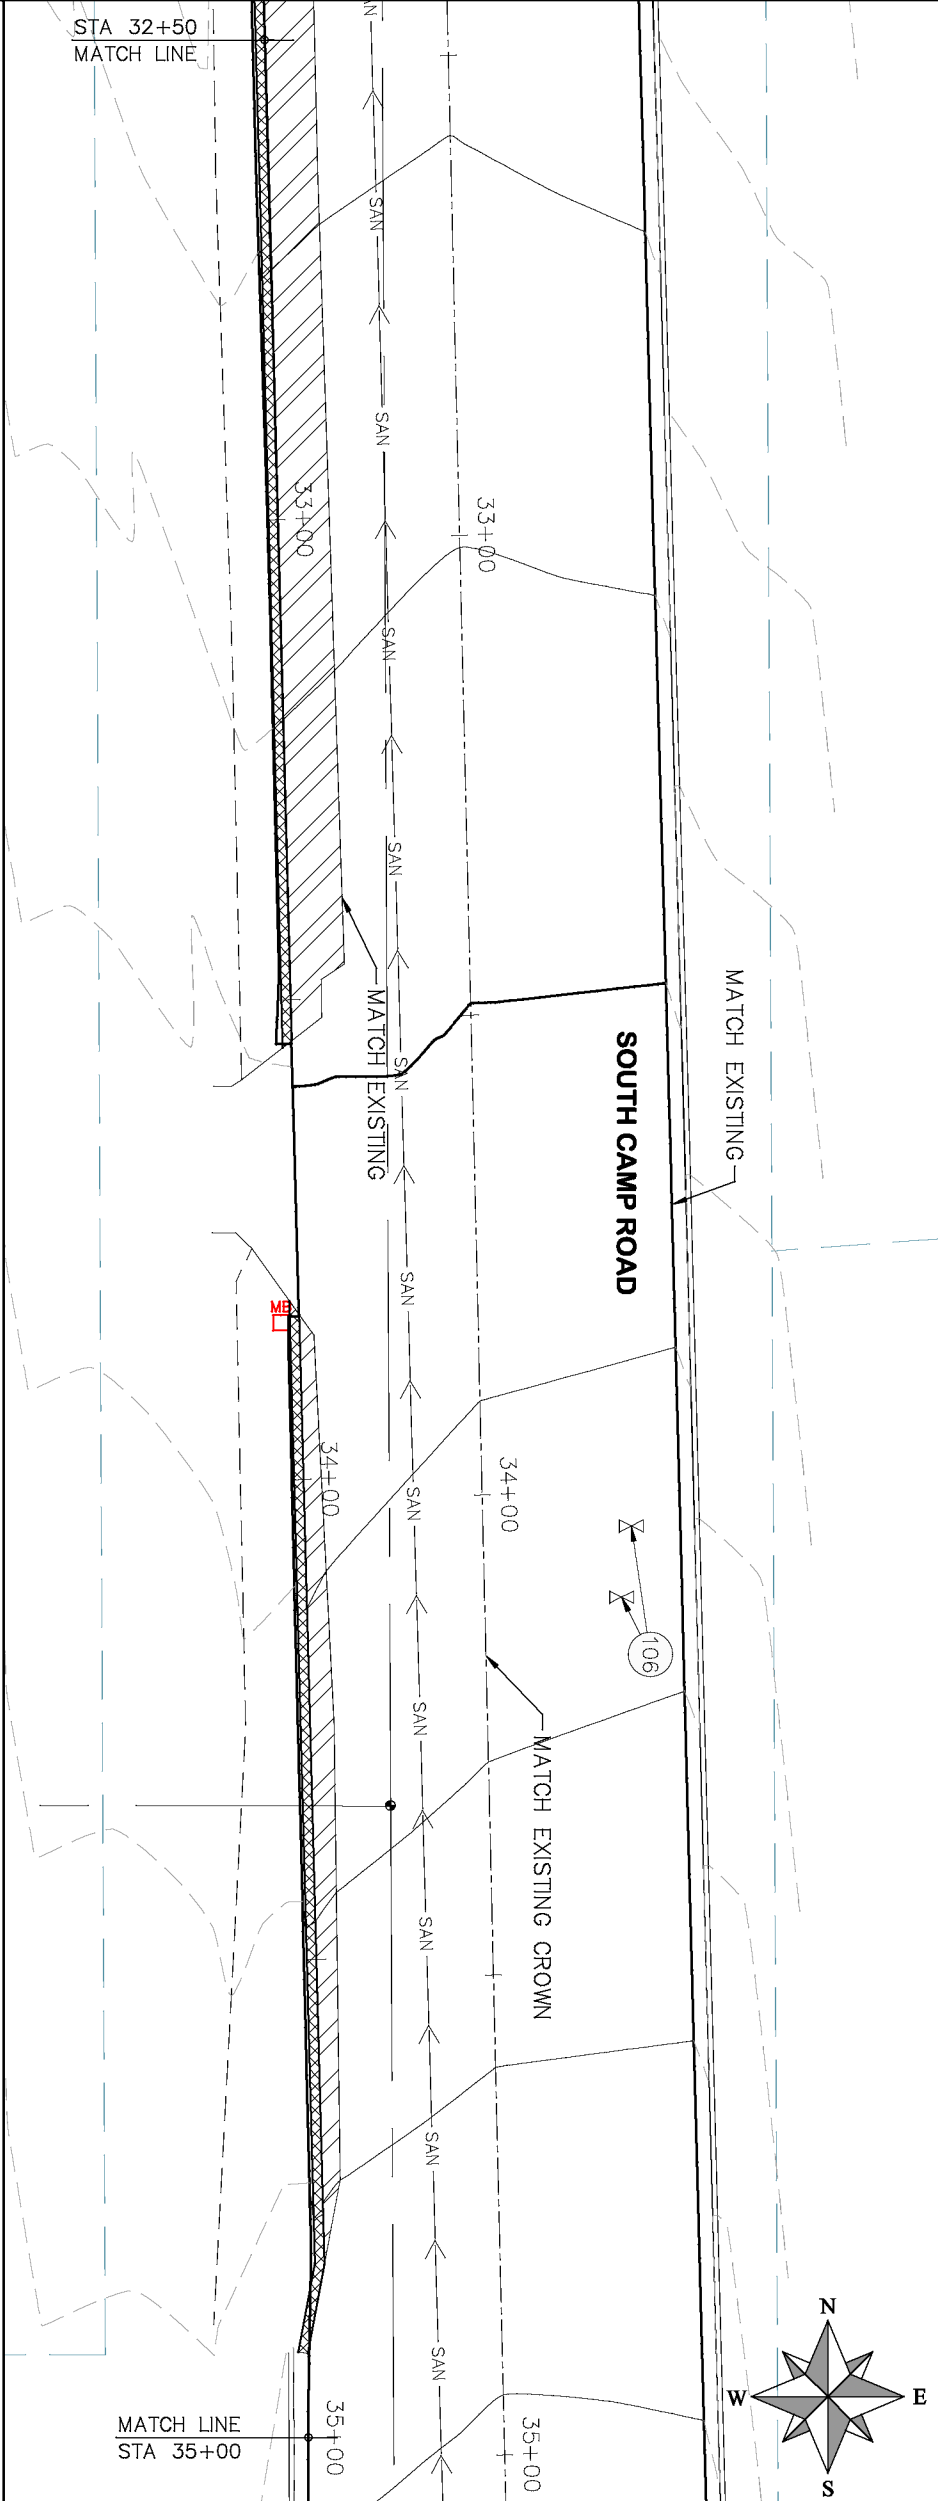 STA 32+50
MATCH LINE
AN
SAN
SAN
33+00
33+00
SAN
SAN
MATCH EXISTING
MATCH EXISTING
SOUTH CAMP ROAD
SAN
SAN
MB
34+00
34+00
SAN
106
SAN
MATCH EXISTING CROWN
SAN
SAN
N
SAN
W
E
S
MATCH LINE
STA 35+00
35+00
35+00